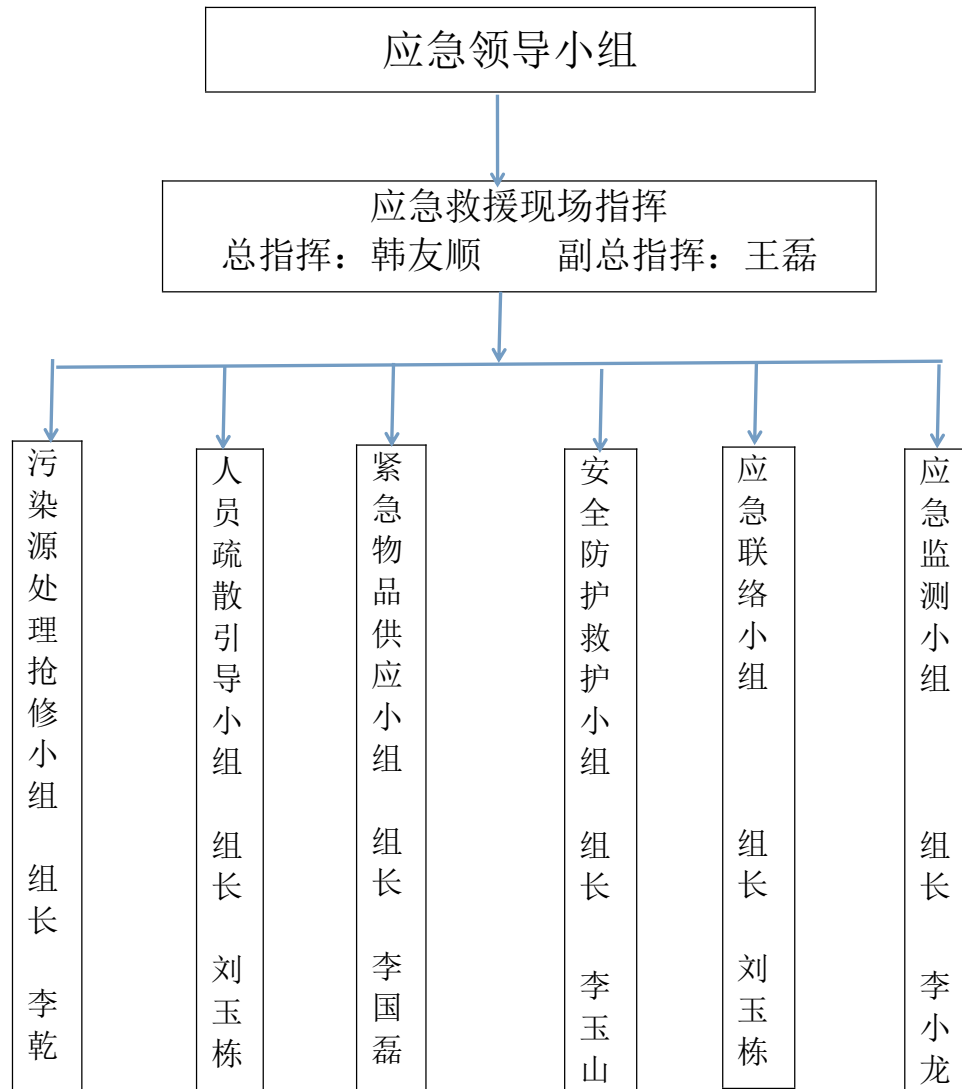 应急领导小组
应急救援现场指挥
总指挥：韩友顺 副总指挥：王磊
污染源处理抢修小组 组长 李乾
人员疏散引导小组 组长 刘玉栋
紧急物品供应小组 组长 李国磊
安全防护救护小组 组长 李玉山
应急联络小组 组长 刘玉栋
应急监测小组 组长 李小龙